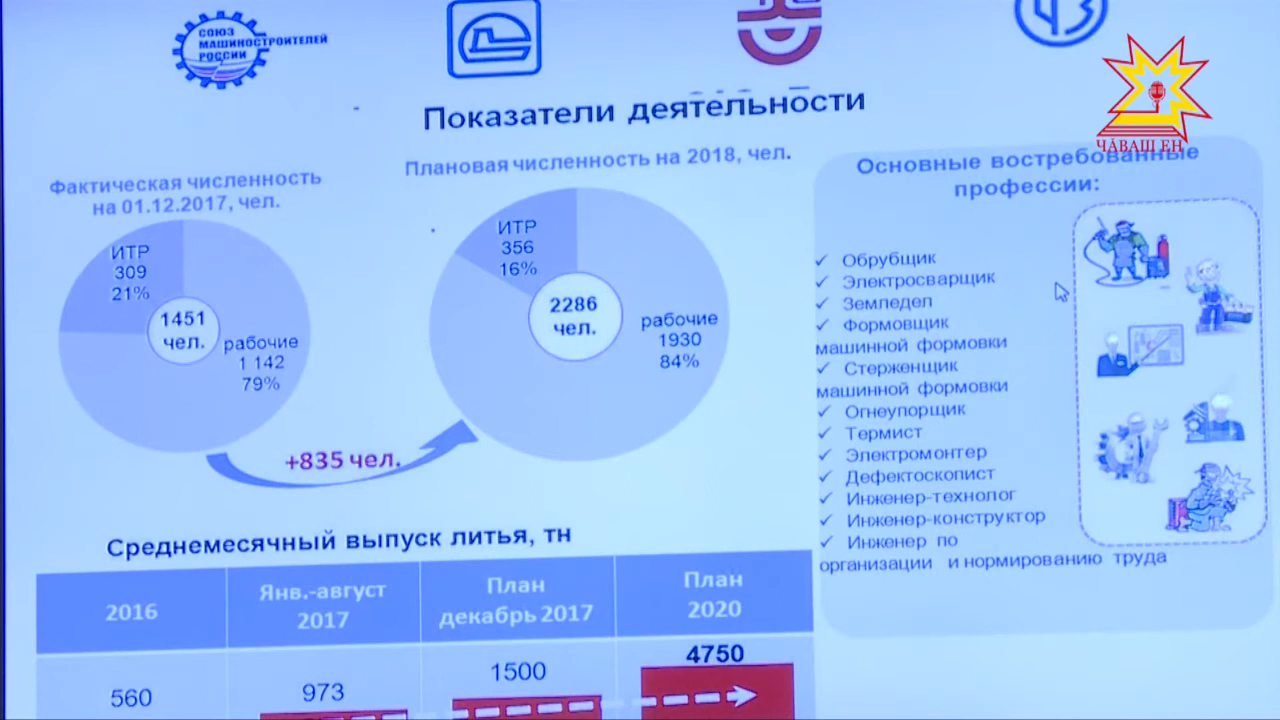 СОЮЗ
МАШИНОСТРОИТЕЛЕЙ
РОССИИ
ЧӐВАШ ЕН
Показатели деятельности
Фактическая численность
на 01.12.2017, чел.
ИТР
309
21%
1451
чел.
рабочие
1 142
79%
Плановая численность на 2018, чел.
ИТР
356
16%
2286
чел.
рабочие
1930
84%
+835 чел.
Основные востребованные
профессии:
✓ Обрубщик
✓ Электросварщик
✓ Земледел
✓ Формовщик
машинной формовки
✓ Стерженщик
машинной формовки
✓ Огнеупорщик
✓ Термист
✓ Электромонтер
✓ Дефектоскопист
✓ Инженер-технолог
✓ Инженер-конструктор
✓ Инженер по
организации и нормированию труда
Среднемесячный выпуск литья, тн
2016
Янв.-август
2017
План
декабрь 2017
План
2020
560
973
1500
4750